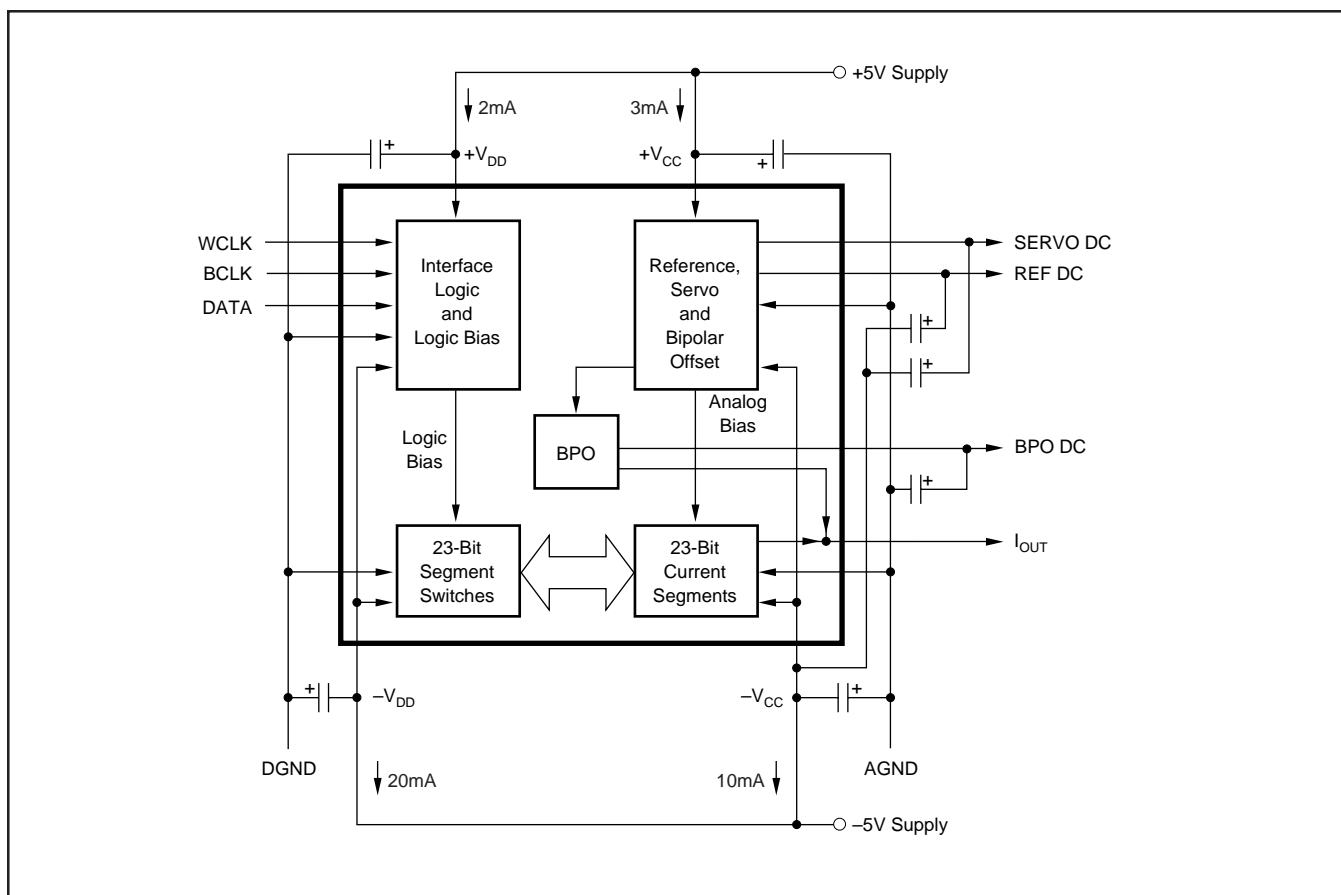 +5V Supply
2mA
3mA
+
+VDD
+VCC
+
WCLK
BCLK
DATA
Interface
Logic
and
Logic Bias
Reference,
Servo
and
Bipolar
Offset
SERVO DC
REF DC
+
+
Logic
Bias
BPO
Analog
Bias
BPO DC
+
23-Bit
Segment
Switches
23-Bit
Current
Segments
IOUT
+
–VDD
–VCC
+
DGND
20mA
10mA
AGND
–5V Supply